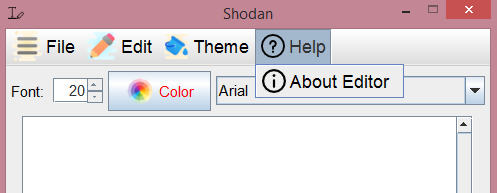 Shodan
File Edit Theme Help
About Editor
Font: 20 Color Arial